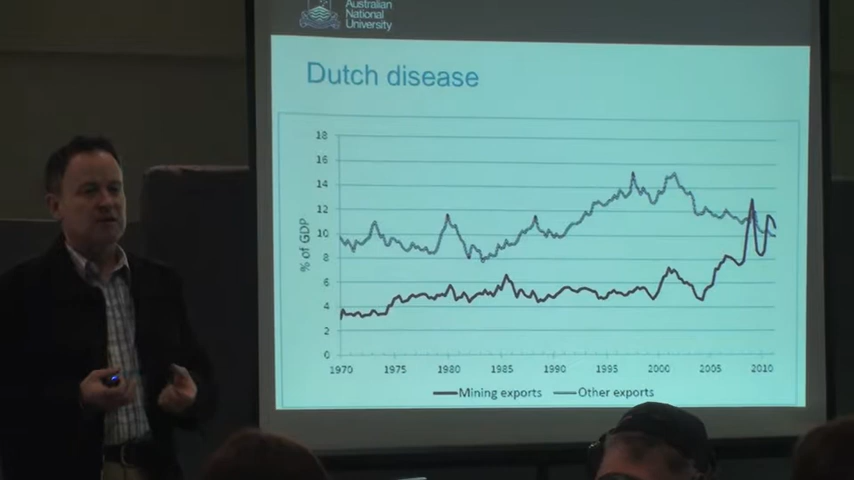 Australian
National
University
Dutch disease
% of GDP
18
16
14
12
10
8
6
4
2
0
1970 1975 1980 1985 1990 1995 2000 2005 2010
Mining exports Other exports